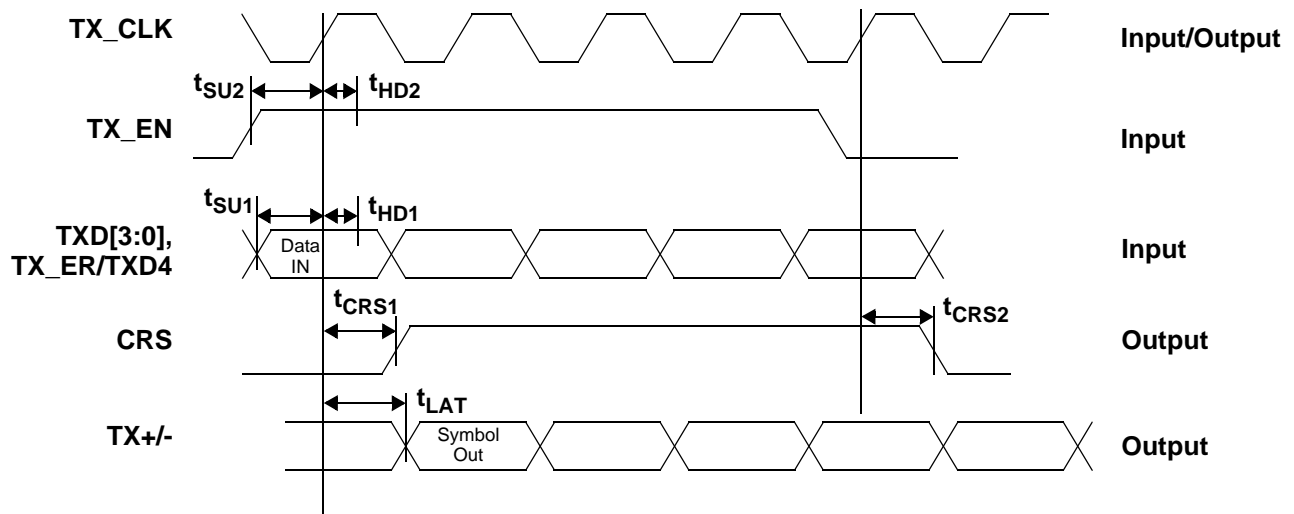 TX_CLK
Input/Output
tSU2
tHD2
TX_EN
Input
tSU1
tHD1
TXD[3:0],
TX_ER/TXD4
Data
IN
Input
tCRS1
tCRS2
CRS
Output
tLAT
TX+/-
Symbol
Out
Output